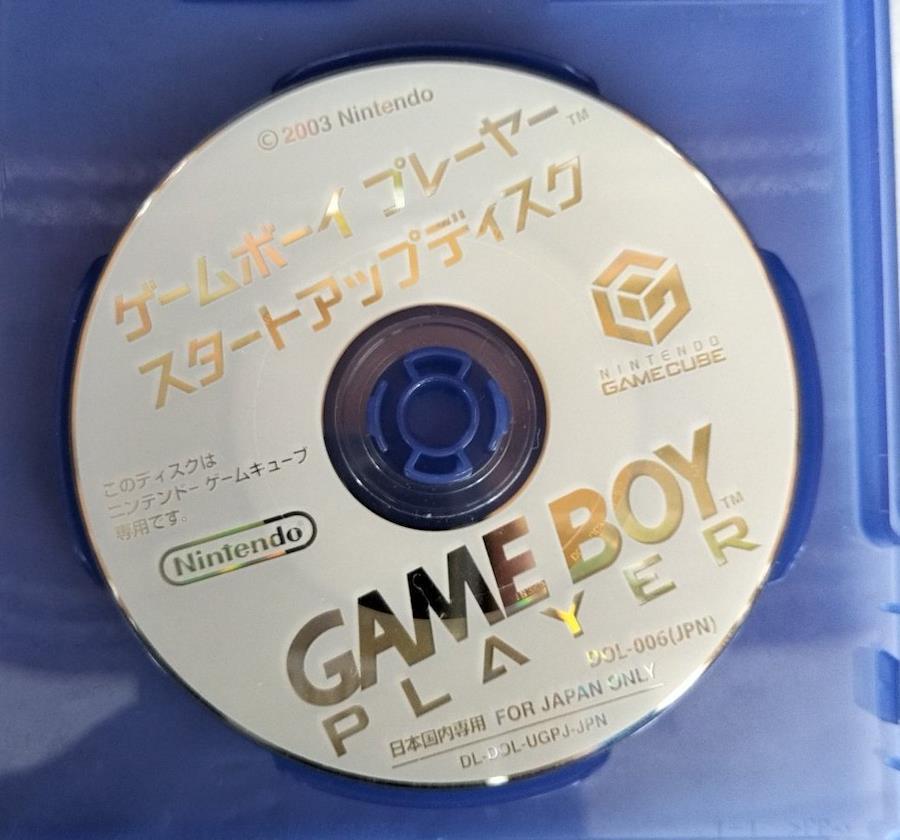 © 2003 Nintendo
ゲームボーイ プレーヤー™
スタートアップディスク
NINTENDO
GAMECUBE
このディスクは
ニンテンドー ゲームキューブ
専用です。
Nintendo
GAME BOY™
PLAYER
DOL-006(JPN)
日本国内専用 FOR JAPAN ONLY
DL-DOL-UGPJ-JPN